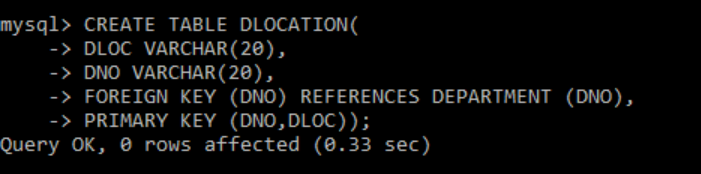 mysql> CREATE TABLE DLOCATION(
    -> DLOC VARCHAR(20),
    -> DNO VARCHAR(20),
    -> FOREIGN KEY (DNO) REFERENCES DEPARTMENT (DNO),
    -> PRIMARY KEY (DNO,DLOC));
Query OK, 0 rows affected (0.33 sec)